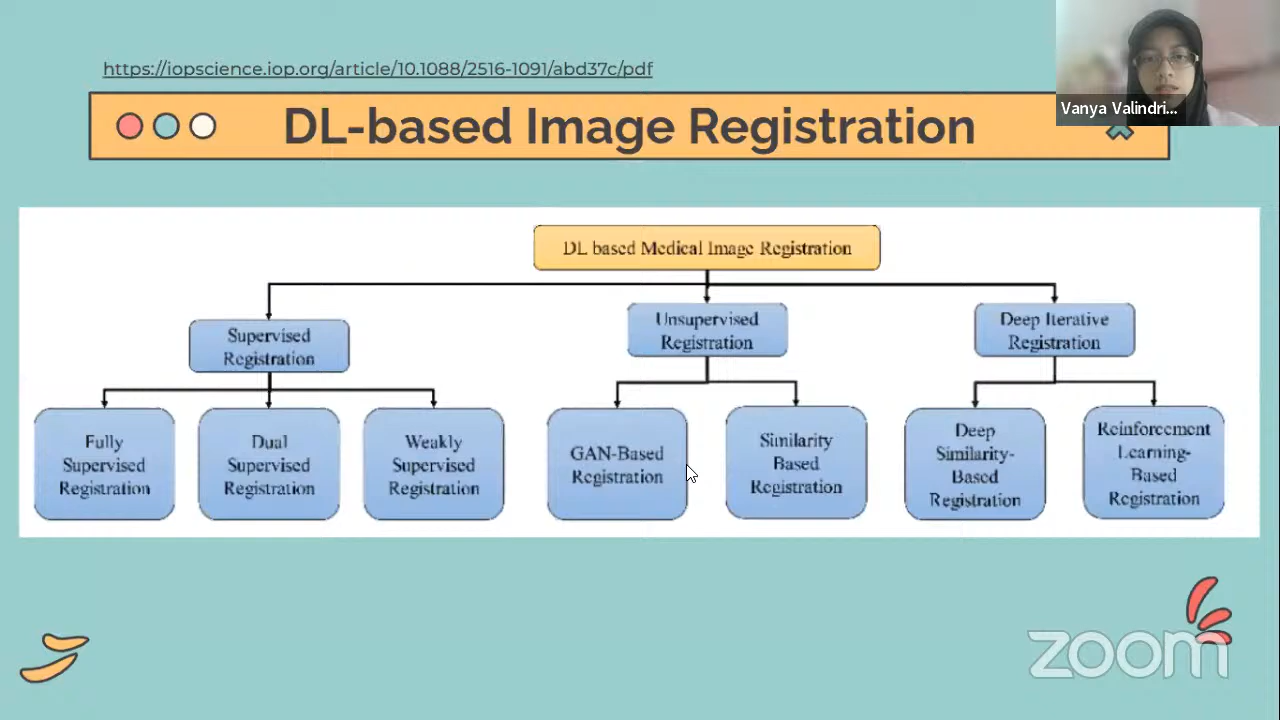 https://iopscience.iop.org/article/10.1088/2516-1091/abd37c/pdf
Vanya Valindri...
DL-based Image Registration
DL based Medical Image Registration
Supervised
Registration
Unsupervised
Registration
Deep Iterative
Registration
Fully
Supervised
Registration
Dual
Supervised
Registration
Weakly
Supervised
Registration
GAN-Based
Registration
Similarity
Based
Registration
Deep
Similarity-
Based
Registration
Reinforcement
Learning-
Based
Registration
zoom